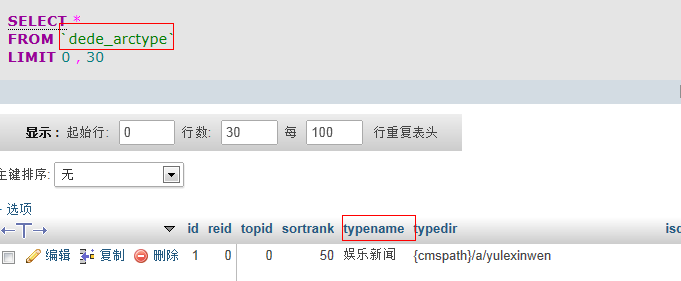 SELECT *
FROM `dede_arctype`
LIMIT 0 , 30
显示 : 起始行: 0 行数: 30 每 100 行重复表头
主键排序: 无
+ 选项
←T→ id reid topid sortrank typename typedir isc
编辑 复制 删除 1 0 0 50 娱乐新闻 {cmspath}/a/yulexinwen